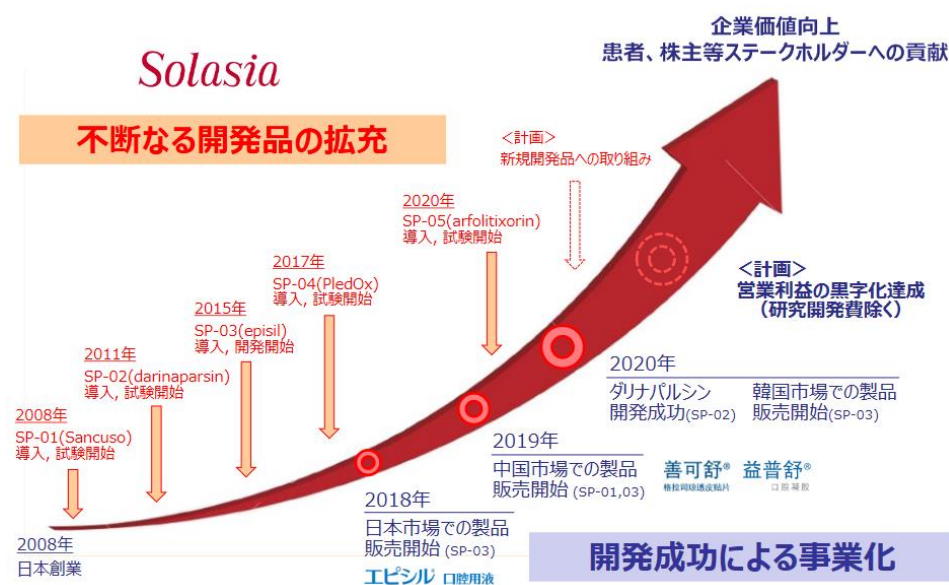 企業価値向上
患者、株主等ステークホルダーへの貢献
Solasia
不断なる開発品の拡充
<計画>
新規開発品への取り組み
2020年
SP-05(arfolitixorin)
導入, 試験開始
2017年
SP-04(PledOx)
導入, 試験開始
2015年
SP-03(episil)
導入, 開発開始
2011年
SP-02(darinaparsin)
導入, 試験開始
2008年
SP-01(Sancuso)
導入, 試験開始
<計画>
営業利益の黒字化達成
(研究開発費除く)
2020年
ダリナパルシン
開発成功(SP-02)
韓国市場での製品
販売開始(SP-03)
2019年
中国市場での製品
販売開始 (SP-01,03)
善可舒®
格拉司琼透皮贴片
益普舒®
口腔凝胶
2018年
日本市場での製品
販売開始 (SP-03)
エピシル 口腔用液
2008年
日本創業
開発成功による事業化